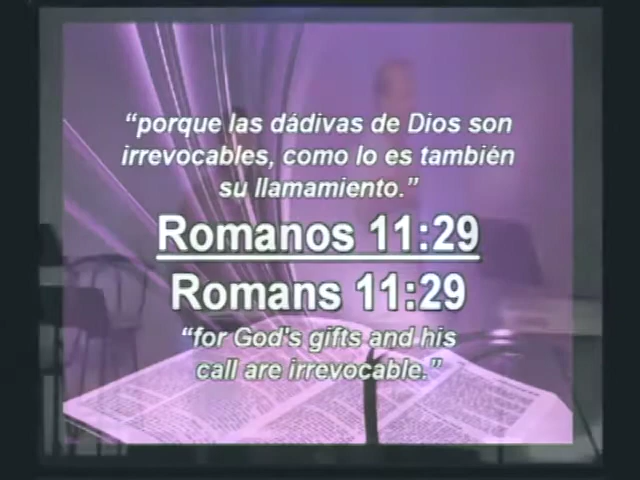 “porque las dádivas de Dios son
irrevocables, como lo es también
su llamamiento.”
Romanos 11:29
Romans 11:29
“for God's gifts and his
call are irrevocable.”